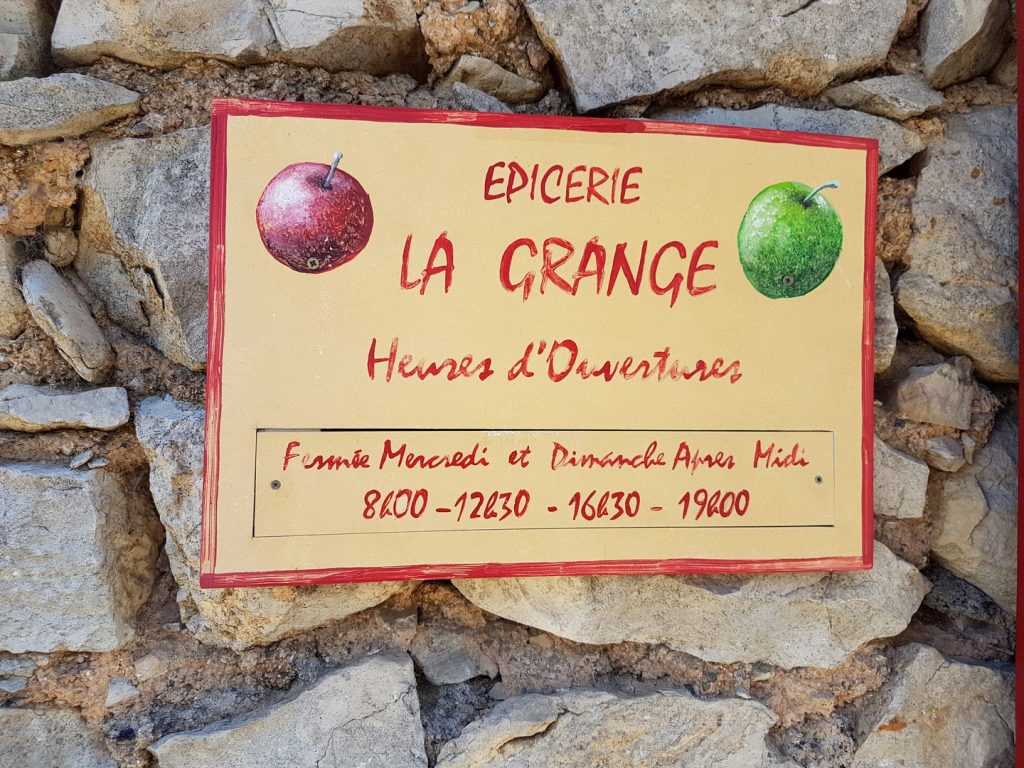 EPICERIE
LA GRANGE
Heures d'Ouvertures
Fermée Mercredi et Dimanche Apres Midi
8h00 - 12h30 - 16h30 - 19h00